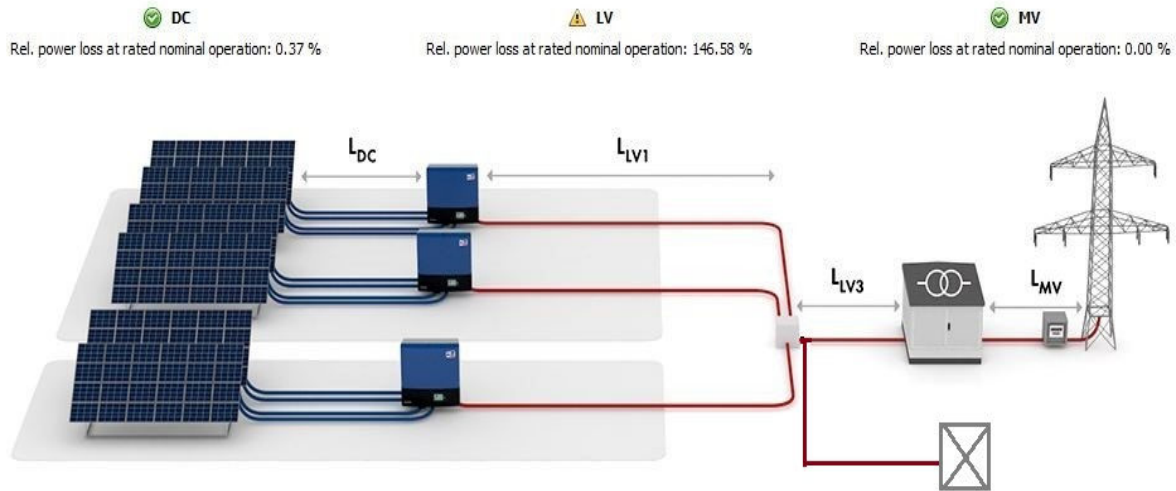 DC
Rel. power loss at rated nominal operation: 0.37 %
LV
Rel. power loss at rated nominal operation: 146.58 %
MV
Rel. power loss at rated nominal operation: 0.00 %
LDC
LLV1
LLV3
LMV